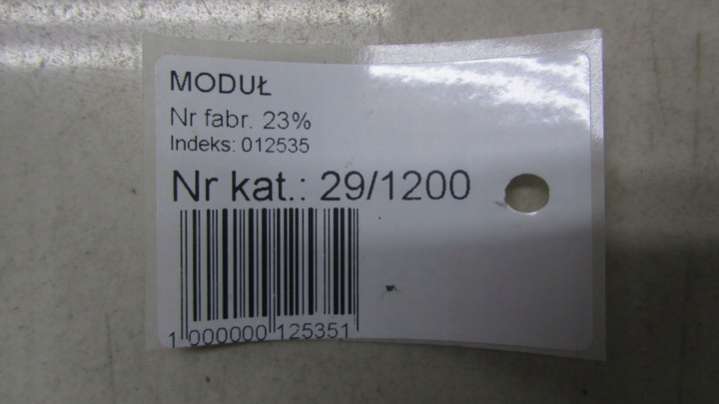 MODUŁ
Nr fabr. 23%
Indeks: 012535
Nr kat.: 29/1200
1 000000 125351